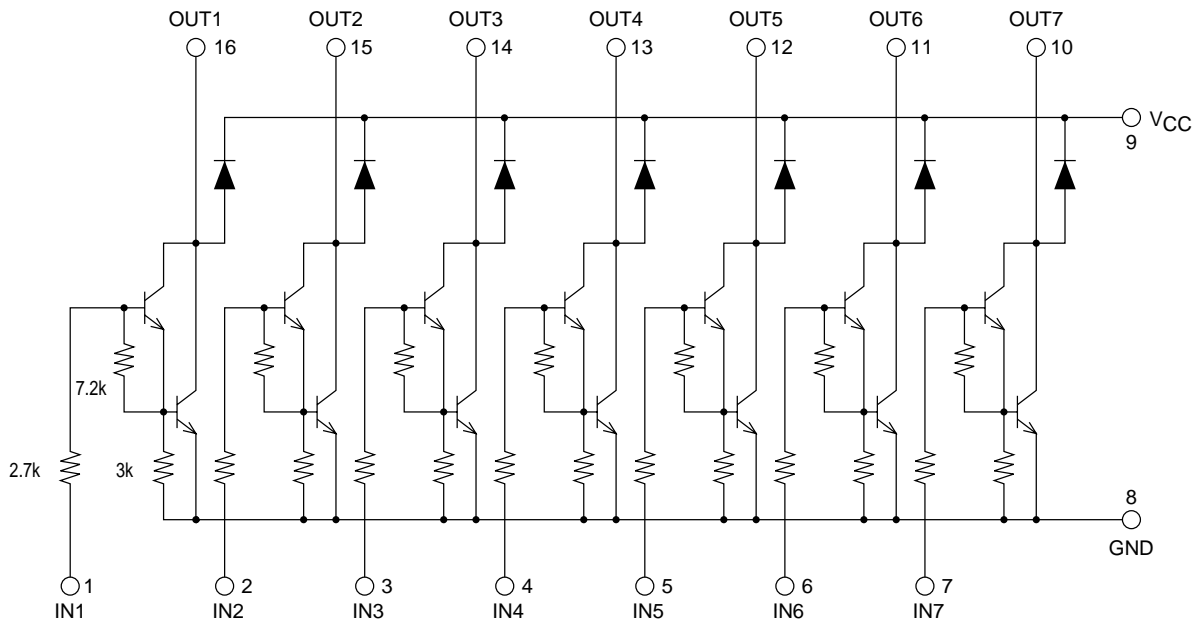 OUT1 OUT2 OUT3 OUT4 OUT5 OUT6 OUT7
16 15 14 13 12 11 10
VCC
9
7.2k
2.7k 3k
8
GND
1 2 3 4 5 6 7
IN1 IN2 IN3 IN4 IN5 IN6 IN7